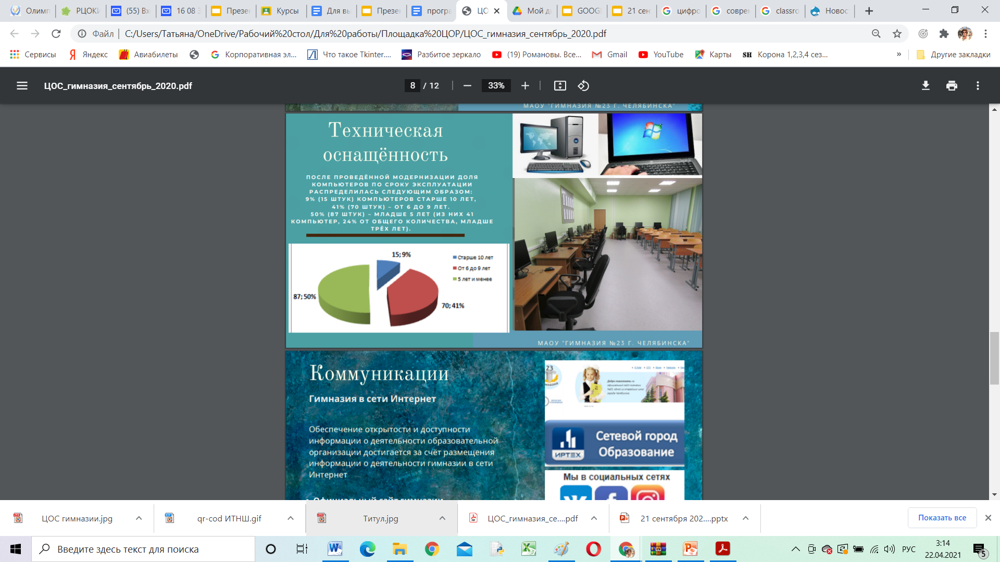 Олимп
РЦОКИ
(55) Вх
16 08 3
Презе
Курсы
Для вы
Презе
програ
ЦО
Мой д
GOOG
21 сен
цифро
соврем
classro
Новос
Файл
C:/Users/Татьяна/OneDrive/Рабочий%20стол/Для%20работы/Площадка%20ЦОР/ЦОС_гимназия_сентябрь_2020.pdf
Сервисы
Яндекс
Авиабилеты
Корпоративная эл...
Что такое Tkinter....
Разбитое зеркало
(19) Романовы. Все...
Gmail
YouTube
Карты
SH Корона 1,2,3,4 сез...
»
Другие закладки
ЦОС_гимназия_сентябрь_2020.pdf
8 / 12
33%
МАОУ "ГИМНАЗИЯ №23 Г. ЧЕЛЯБИНСКА"
Техническая
оснащённость
ПОСЛЕ ПРОВЕДЁННОЙ МОДЕРНИЗАЦИИ ДОЛЯ
КОМПЬЮТЕРОВ ПО СРОКУ ЭКСПЛУАТАЦИИ
РАСПРЕДЕЛИЛАСЬ СЛЕДУЮЩИМ ОБРАЗОМ:
9% (15 ШТУК) КОМПЬЮТЕРОВ СТАРШЕ 10 ЛЕТ,
41% (70 ШТУК) – ОТ 6 ДО 9 ЛЕТ.
50% (87 ШТУК) – МЛАДШЕ 5 ЛЕТ (ИЗ НИХ 41
КОМПЬЮТЕР, 24% ОТ ОБЩЕГО КОЛИЧЕСТВА, МЛАДШЕ
ТРЁХ ЛЕТ).
15; 9%
Старше 10 лет
От 6 до 9 лет
5 лет и менее
87; 50%
70; 41%
МАОУ "ГИМНАЗИЯ №23 Г. ЧЕЛЯБИНСКА"
Коммуникации
Гимназия в сети Интернет
Обеспечение открытости и доступности
информации о деятельности образовательной
организации достигается за счёт размещения
информации о деятельности гимназии в сети
Интернет
Официальный сайт гимназии
23
Сетевой город
Образование
ИРТЕХ
Мы в социальных сетях
ЦОС гимназии.jpg
qr-cod ИТНШ.gif
Титул.jpg
ЦОС_гимназия_се....pdf
21 сентября 202....pptx
Показать все
Введите здесь текст для поиска
РУС
3:14
22.04.2021
5